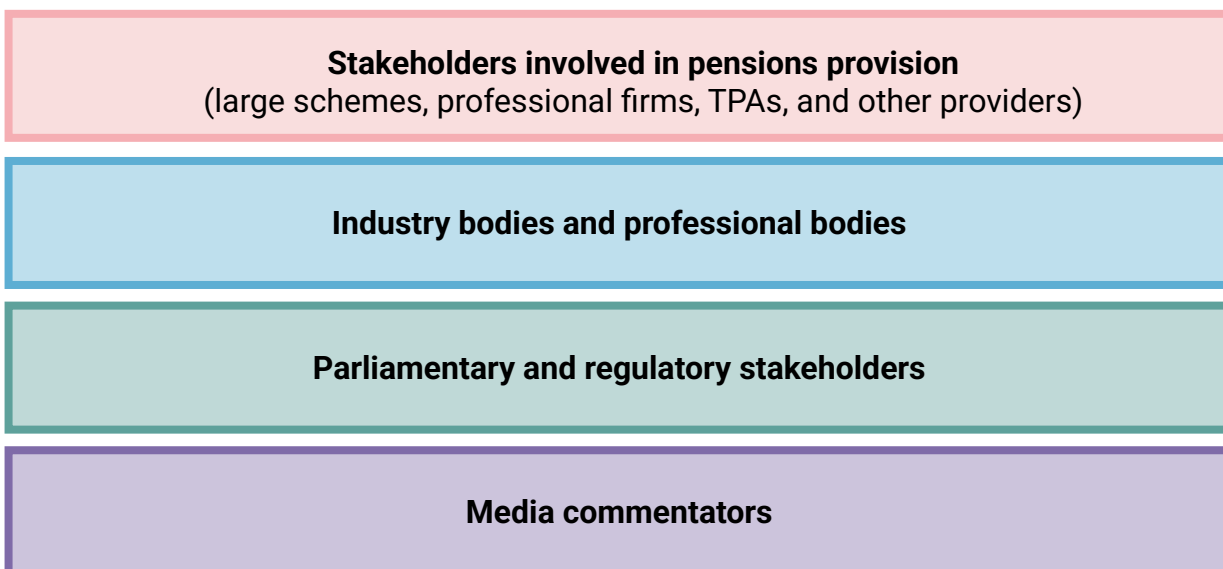 Stakeholders involved in pensions provision
(large schemes, professional firms, TPAs, and other providers)
Industry bodies and professional bodies
Parliamentary and regulatory stakeholders
Media commentators